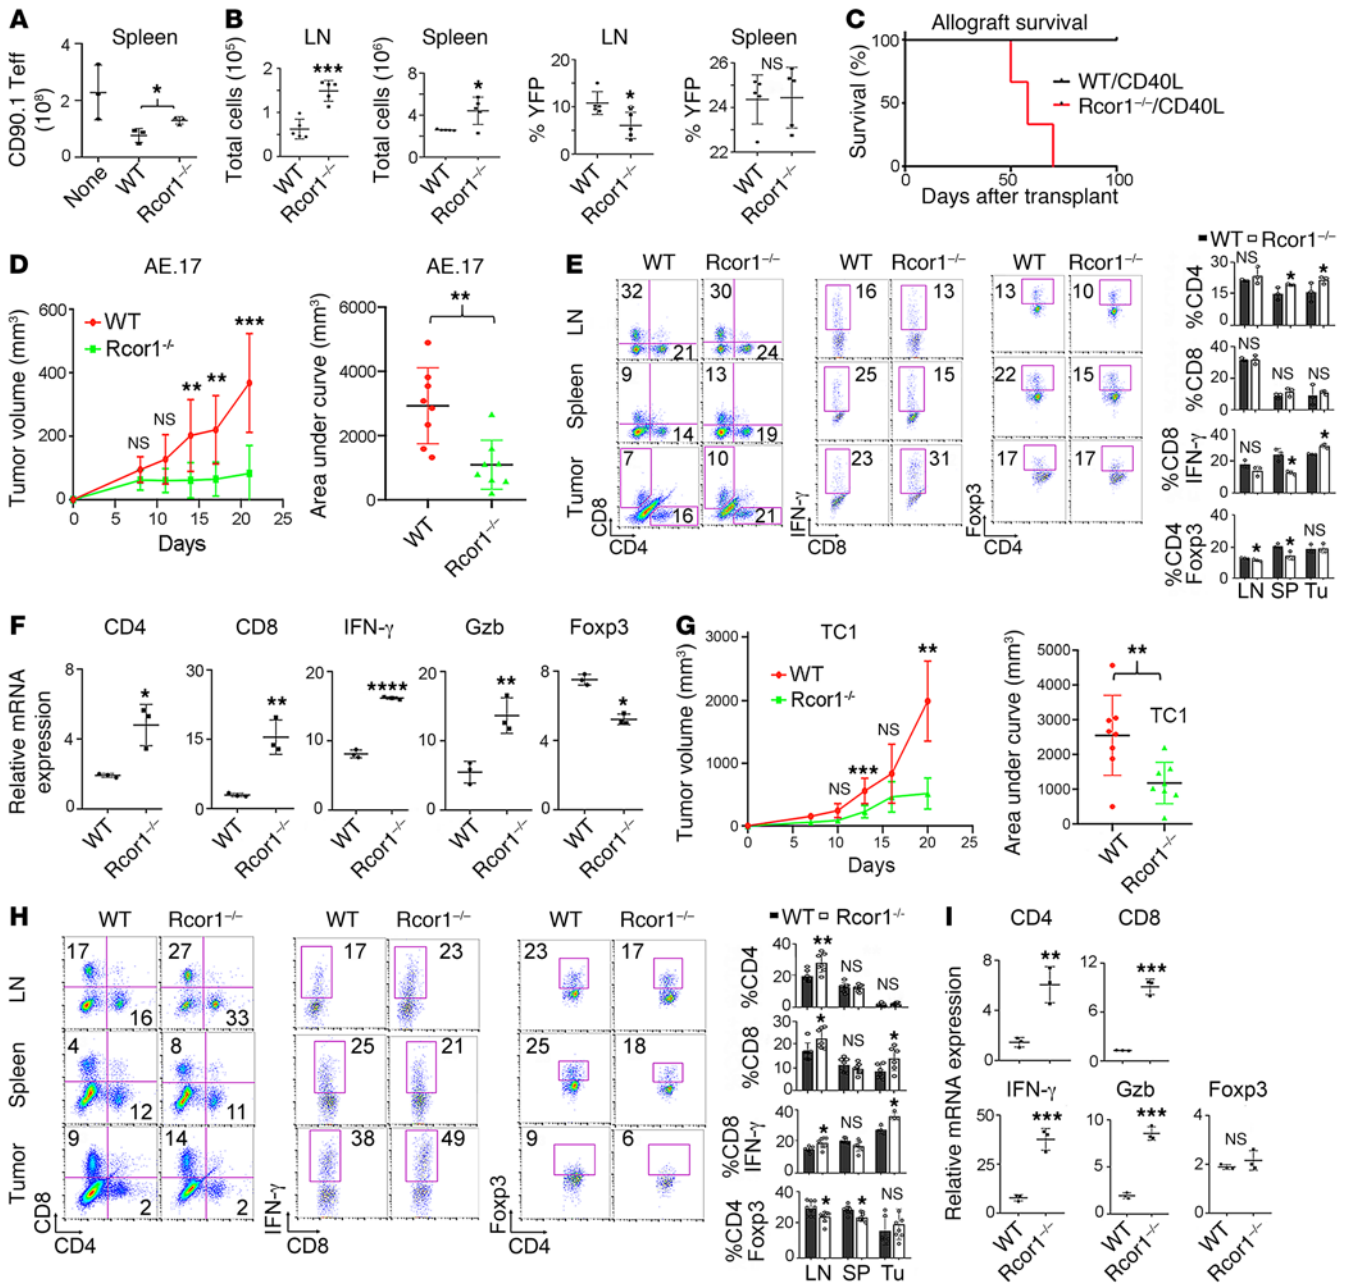 A
Spleen
CD90.1 Teff
(10⁸)
4
2
0
*
None
WT
Rcor1⁻/⁻
B
LN
Total cells (10⁵)
2
1
0
***
WT
Rcor1⁻/⁻
Spleen
Total cells (10⁶)
8
4
0
*
WT
Rcor1⁻/⁻
LN
% YFP
20
10
0
*
WT
Rcor1⁻/⁻
Spleen
% YFP
26
24
22
NS
WT
Rcor1⁻/⁻
C
Allograft survival
Survival (%)
100
50
0
WT/CD40L
Rcor1⁻/⁻/CD40L
0 50 100
Days after transplant
D
AE.17
Tumor volume (mm³)
600
400
200
0
WT
Rcor1⁻/⁻
NS NS ** ** ***
0 5 10 15 20 25
Days
AE.17
Area under curve (mm³)
6000
4000
2000
0
**
WT
Rcor1⁻/⁻
E
WT Rcor1⁻/⁻
LN
32 21 30 24
Spleen
9 14 13 19
Tumor
7 16 10 21
CD8
CD4
WT Rcor1⁻/⁻
16 13
25 15
23 31
IFN-γ
CD8
WT Rcor1⁻/⁻
13 10
22 15
17 17
Foxp3
CD4
WT Rcor1⁻/⁻
%CD4
30
15
0
NS * *
%CD8
40
20
0
NS NS
%CD8
IFN-γ
40
20
0
NS * *
%CD4
Foxp3
40
20
0
* * NS
LN SP Tu
F
Relative mRNA
expression
CD4
8
4
0
*
WT
Rcor1⁻/⁻
CD8
30
15
0
**
WT
Rcor1⁻/⁻
IFN-γ
20
10
0
****
WT
Rcor1⁻/⁻
Gzb
20
10
0
**
WT
Rcor1⁻/⁻
Foxp3
8
4
0
*
WT
Rcor1⁻/⁻
G
TC1
Tumor volume (mm³)
3000
2000
1000
0
WT
Rcor1⁻/⁻
NS *** NS **
0 5 10 15 20 25
Days
Area under curve (mm³)
5000
4000
3000
2000
1000
0
**
TC1
WT
Rcor1⁻/⁻
H
WT Rcor1⁻/⁻
LN
17 16 27 33
Spleen
4 12 8 11
Tumor
9 2 14 2
CD8
CD4
WT Rcor1⁻/⁻
17 23
25 21
38 49
IFN-γ
CD8
WT Rcor1⁻/⁻
23 17
25 18
9 6
Foxp3
CD4
WT Rcor1⁻/⁻
%CD4
40
20
0
** NS NS
%CD8
30
20
10
0
* NS *
%CD8
IFN-γ
40
20
0
* NS *
%CD4
Foxp3
40
20
0
* * NS
LN SP Tu
I
Relative mRNA expression
CD4
8
4
0
**
CD8
12
6
0
***
IFN-γ
50
25
0
***
WT
Rcor1⁻/⁻
Gzb
10
5
0
***
WT
Rcor1⁻/⁻
Foxp3
4
2
0
NS
WT
Rcor1⁻/⁻